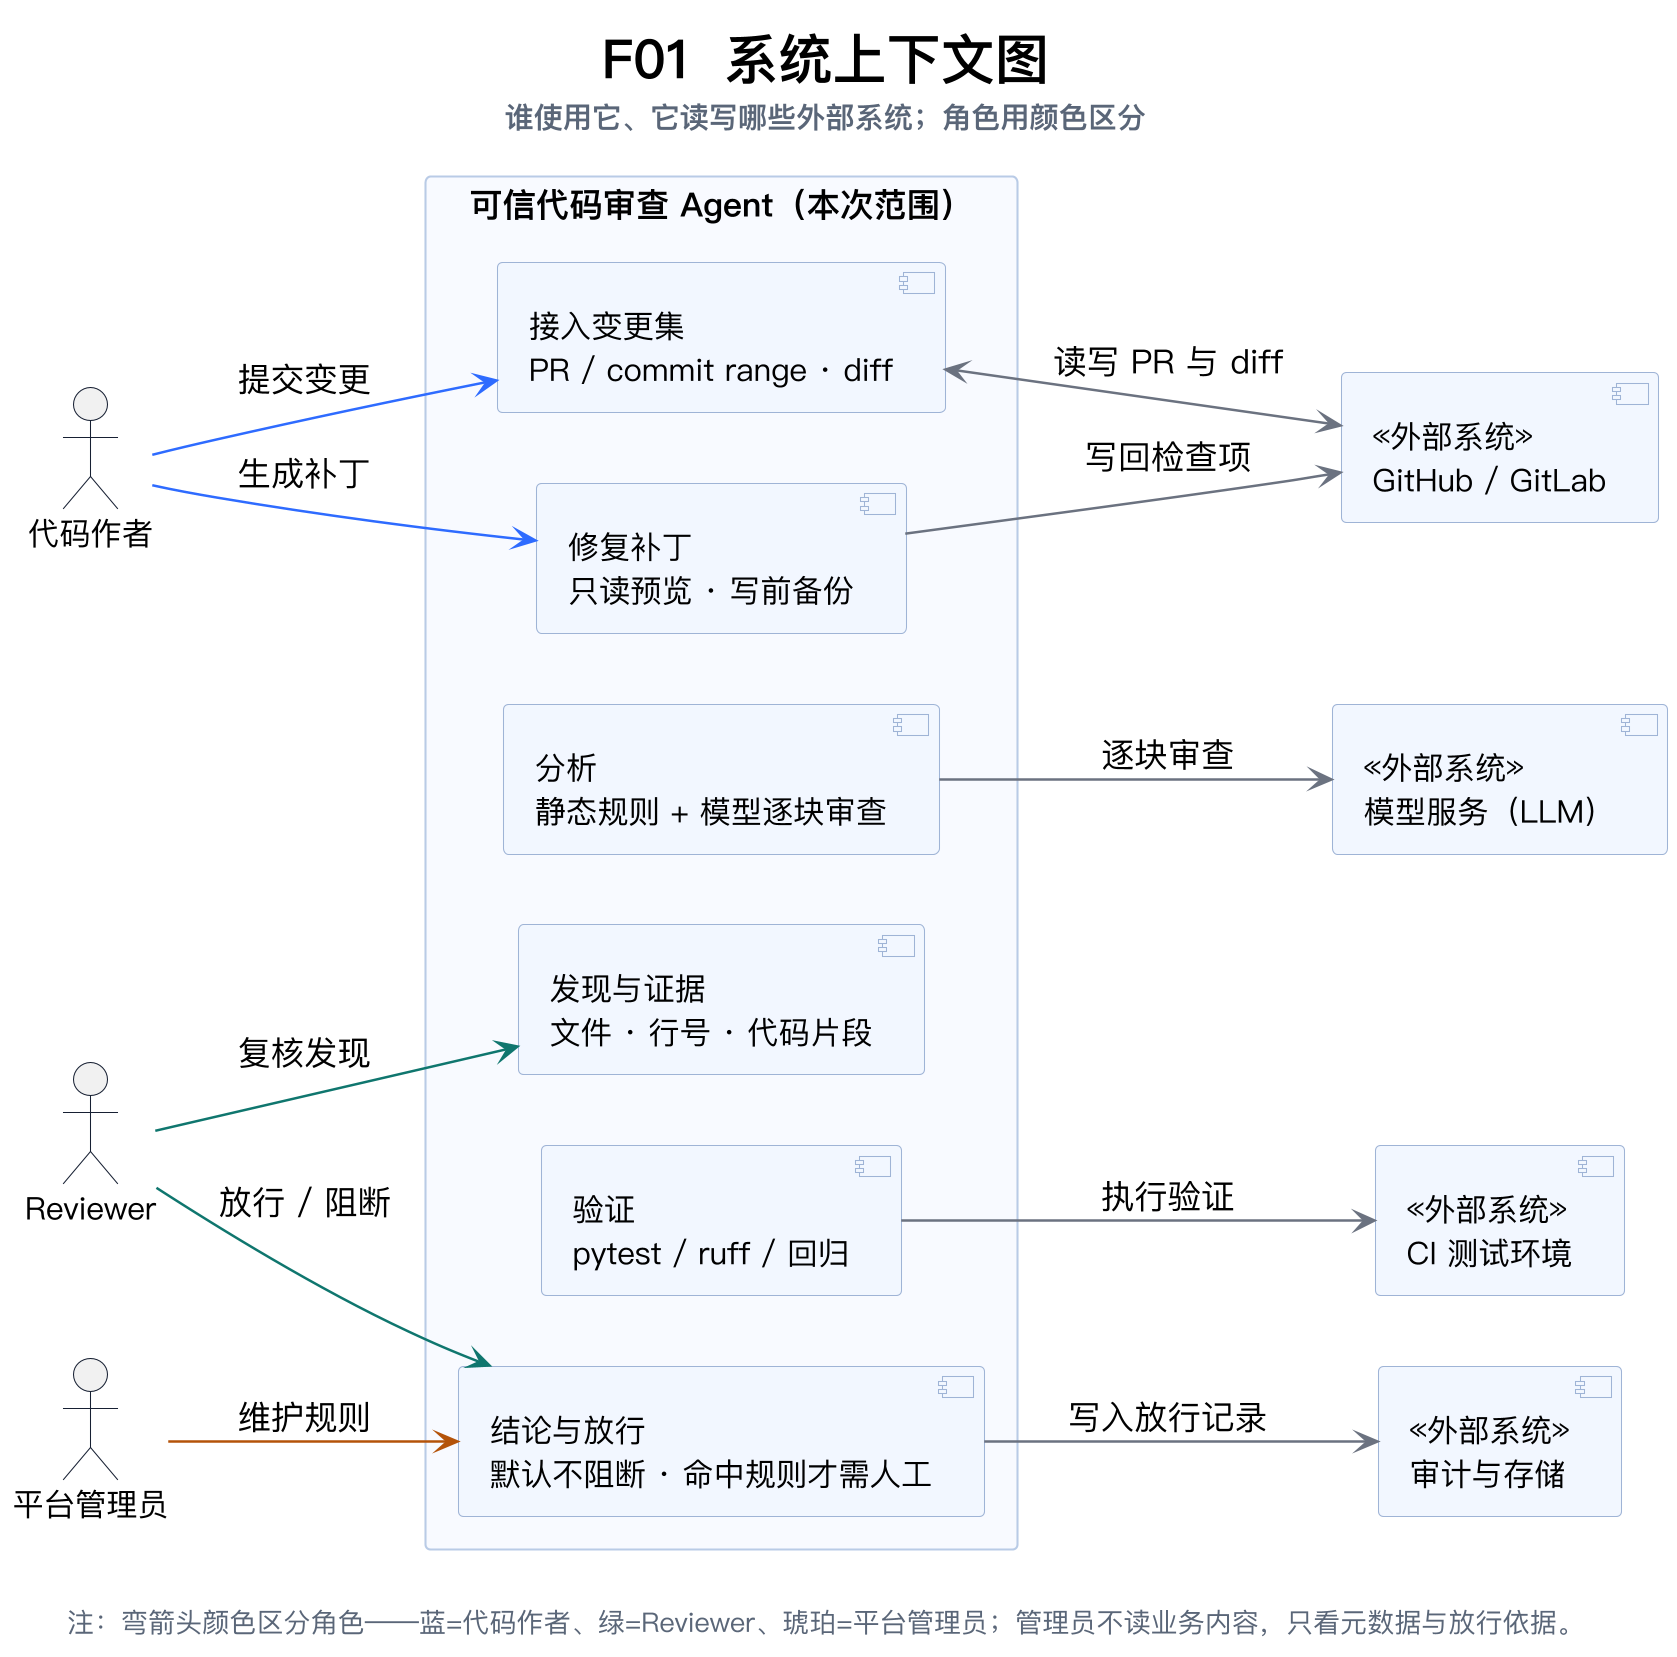 F01 系统上下文图
谁使用它、它读写哪些外部系统；角色用颜色区分
可信代码审查 Agent（本次范围）
接入变更集
PR / commit range · diff
提交变更
读写 PR 与 diff
生成补丁
代码作者
写回检查项
«外部系统»
GitHub / GitLab
修复补丁
只读预览 · 写前备份
分析
静态规则 + 模型逐块审查
逐块审查
«外部系统»
模型服务（LLM）
发现与证据
文件 · 行号 · 代码片段
复核发现
Reviewer
放行 / 阻断
验证
pytest / ruff / 回归
执行验证
«外部系统»
CI 测试环境
维护规则
平台管理员
结论与放行
默认不阻断 · 命中规则才需人工
写入放行记录
«外部系统»
审计与存储
注：弯箭头颜色区分角色——蓝=代码作者、绿=Reviewer、琥珀=平台管理员；管理员不读业务内容，只看元数据与放行依据。